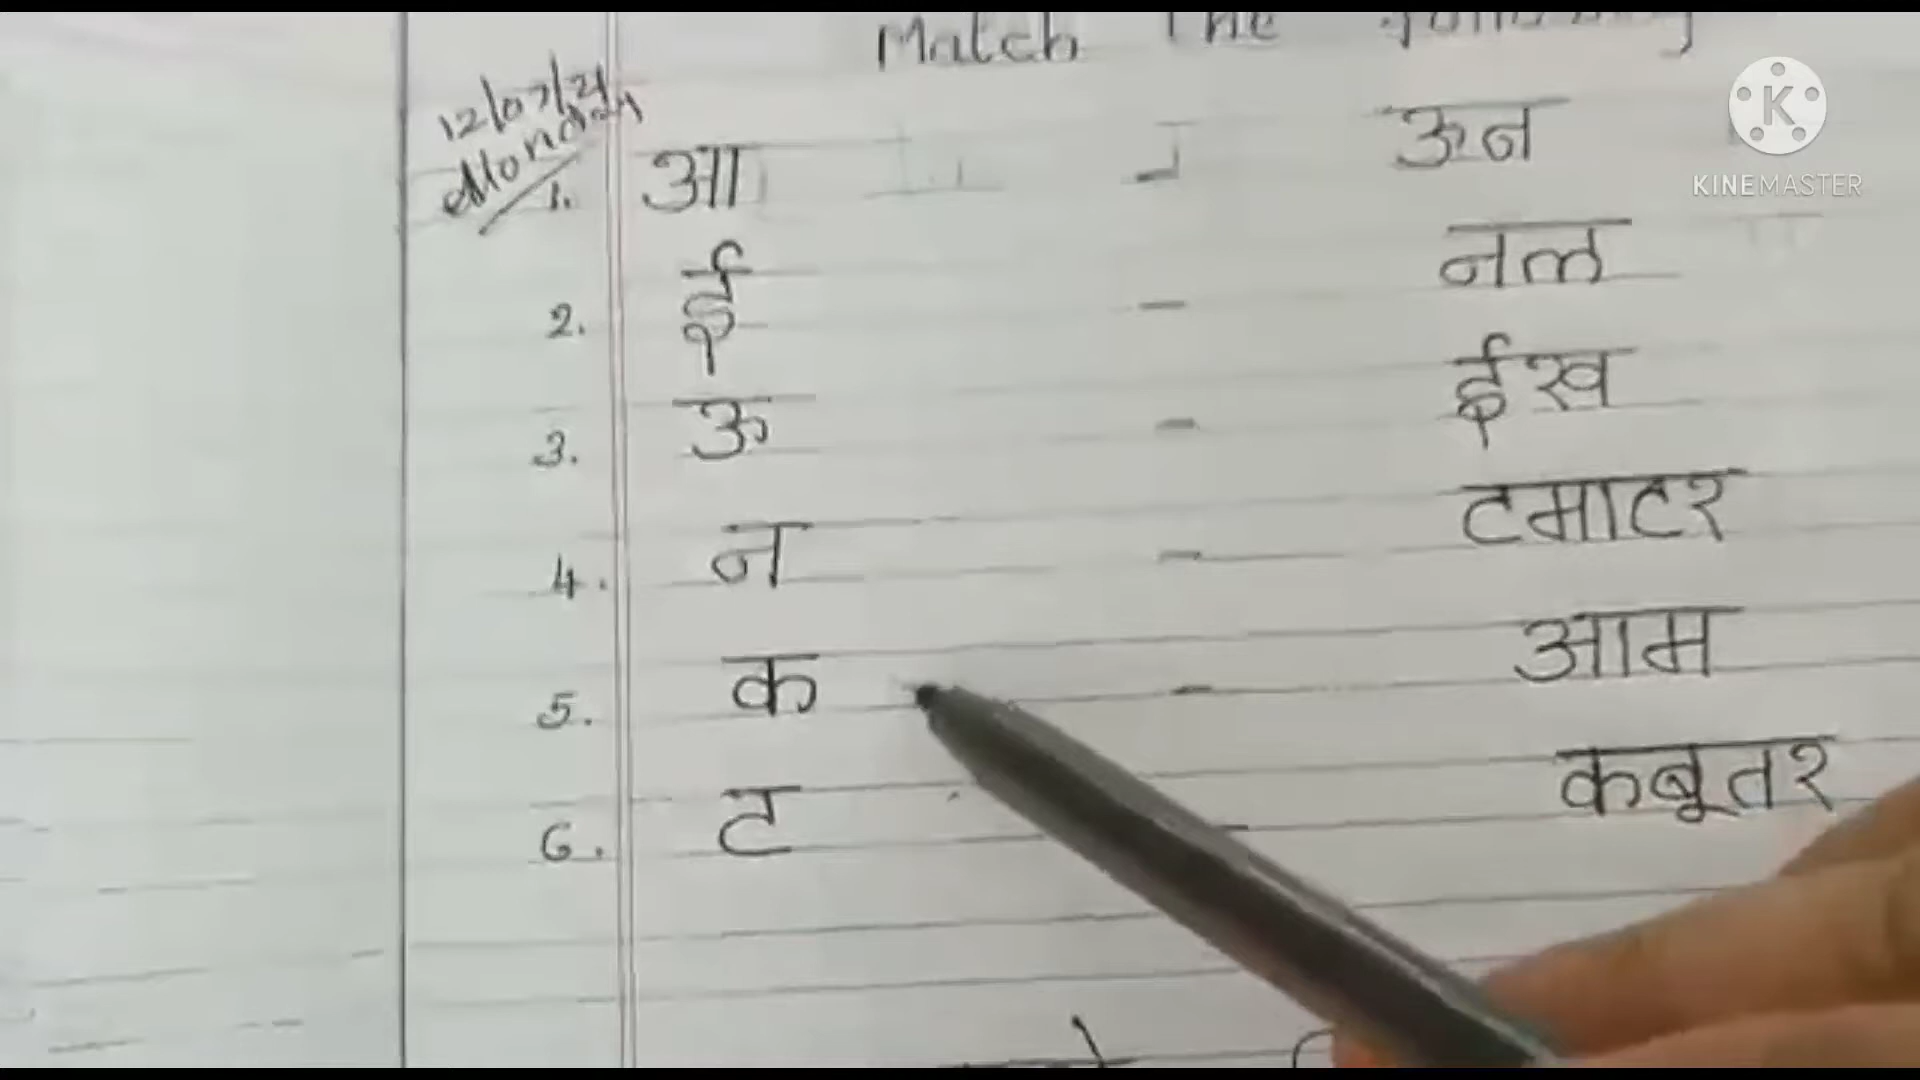 Match The following
12/07/21
Monday
1. आ - ऊन
2. ई - नल
3. ऊ - ईख
4. न - टमाटर
5. क - आम
6. ट - कबूतर
KINEMASTER